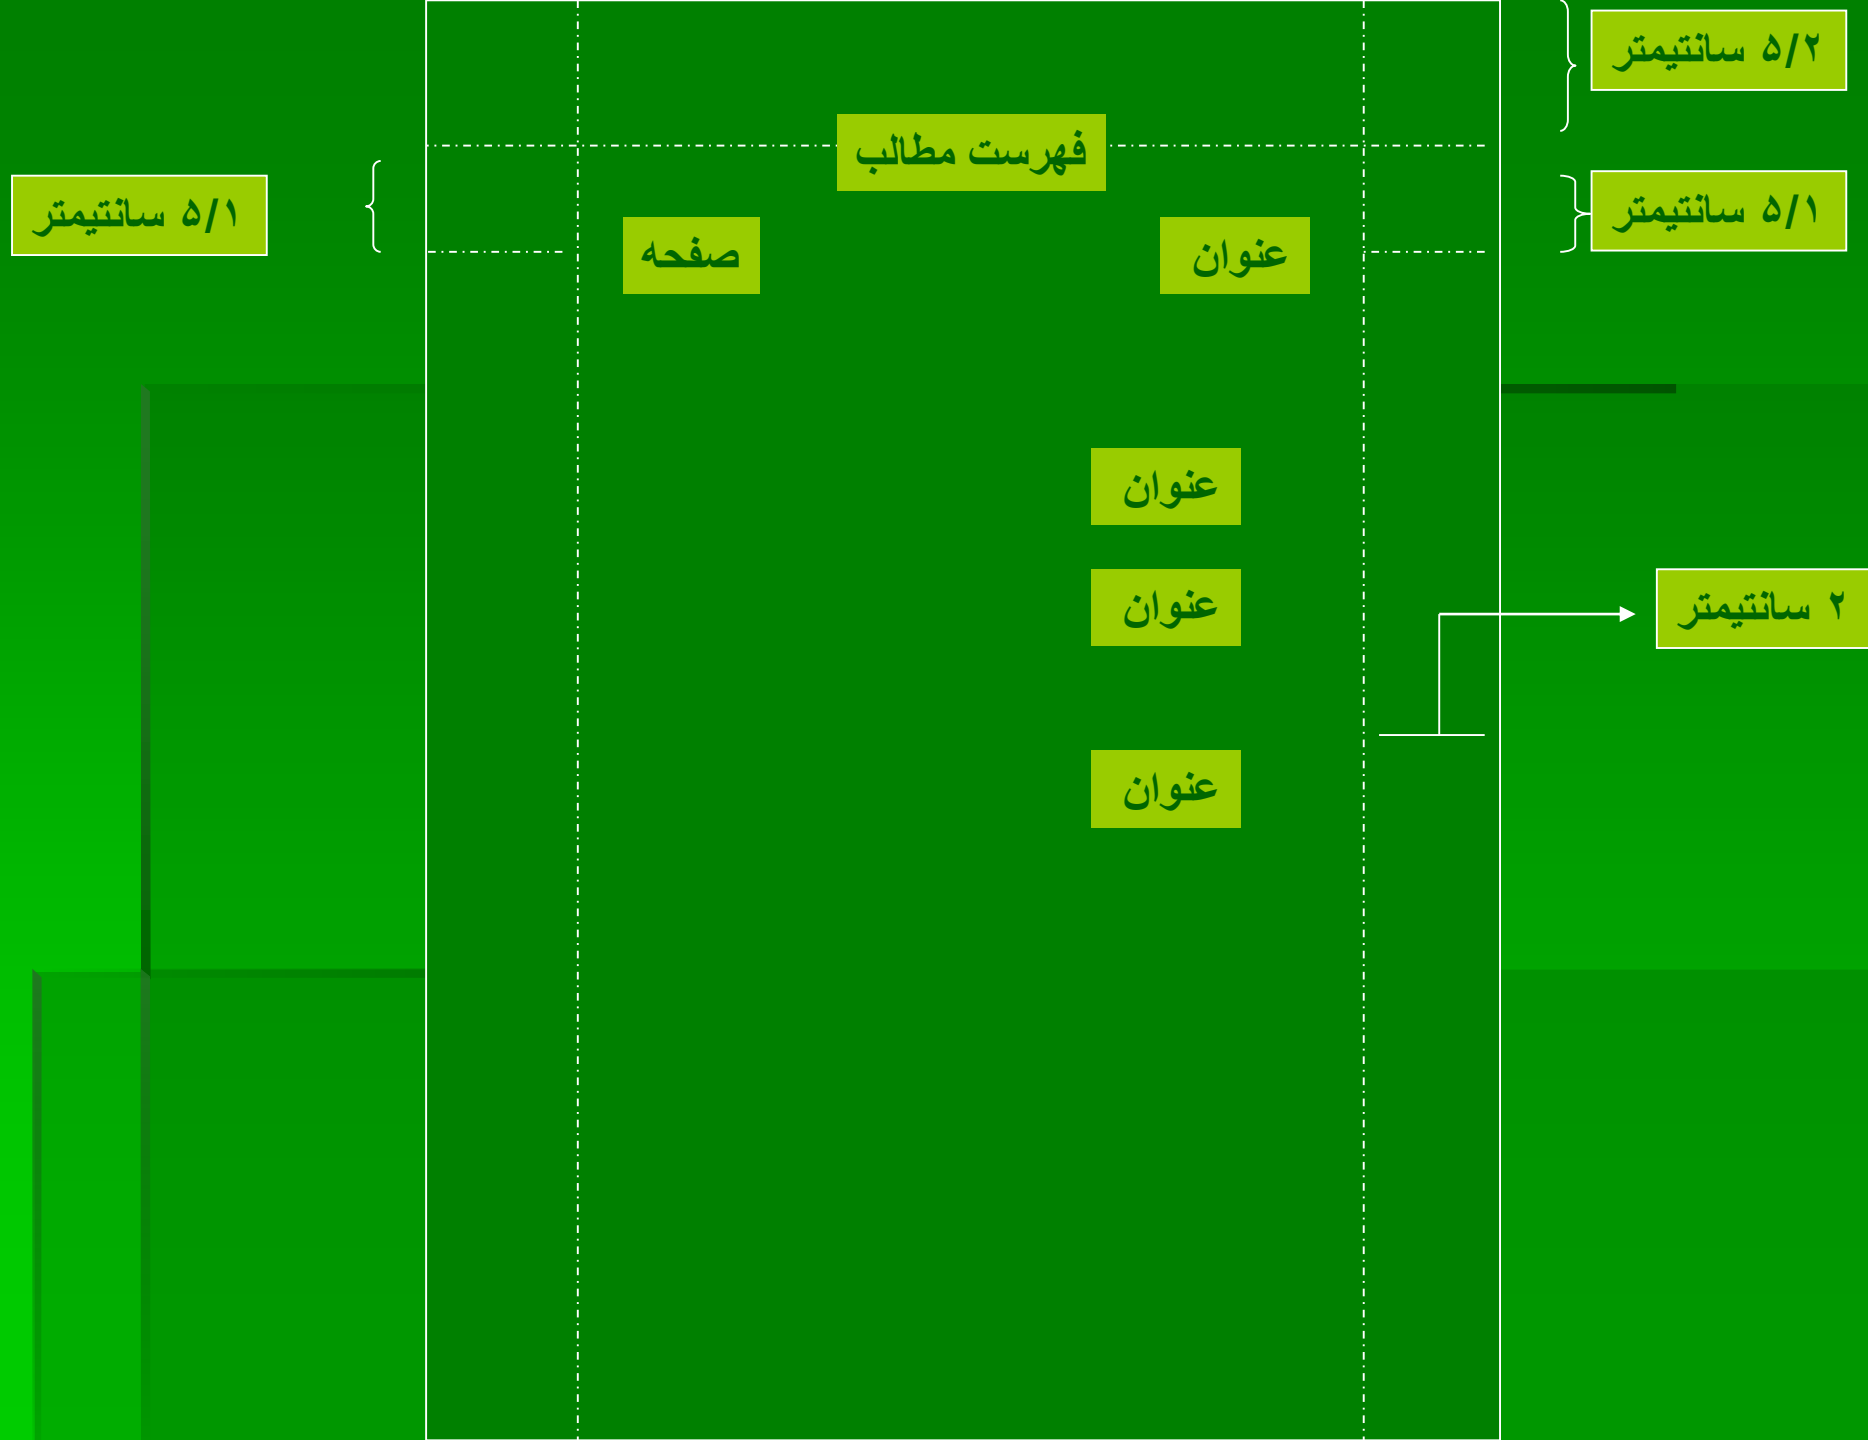 ۵/۲ سانتیمتر
فهرست مطالب
۵/۱ سانتیمتر
۵/۱ سانتیمتر
عنوان
صفحه
عنوان
عنوان
۲ سانتیمتر
عنوان